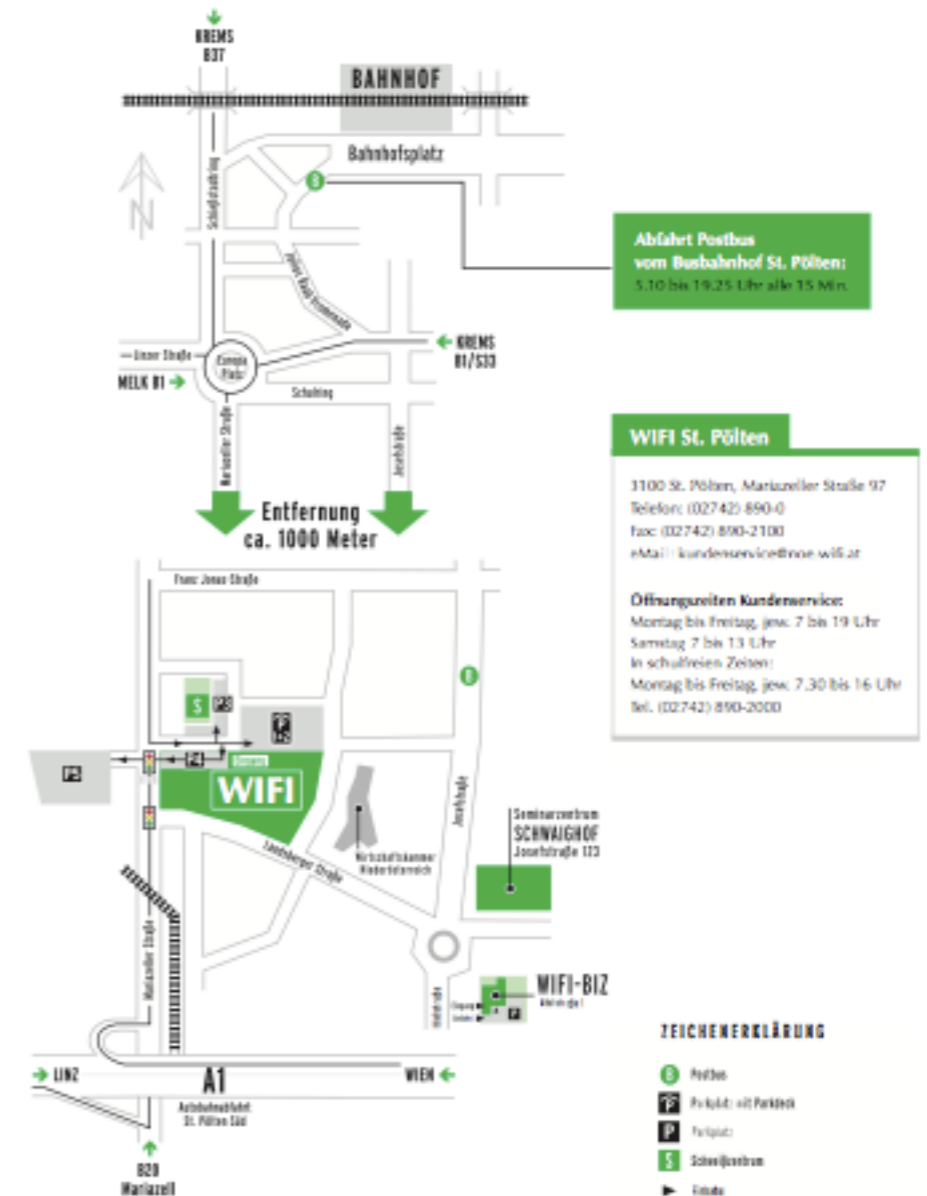 KREMS
B37
BAHNHOF
Bahnhofsplatz
Schießstattring
N
B
Abfahrt Postbus
vom Busbahnhof St. Pölten:
5.10 bis 19.25 Uhr alle 15 Min.
Julius Raab Promenade
KREMS
B1/S33
Linzer Straße
Europa
Platz
MELK B1
Schulring
Mariazeller Straße
Josefstraße
Entfernung
ca. 1000 Meter
WIFI St. Pölten
3100 St. Pölten, Mariazeller Straße 97
Telefon: (02742) 890-0
Fax: (02742) 890-2100
eMail: kundenservice@noe.wifi.at
Öffnungszeiten Kundenservice:
Montag bis Freitag, jew. 7 bis 19 Uhr
Samstag 7 bis 13 Uhr
In schulfreien Zeiten:
Montag bis Freitag, jew. 7.30 bis 16 Uhr
Tel. (02742) 890-2000
Franz Jonas Straße
B
S
WIFI
Josefstraße
Seminarzentrum
SCHWAIGHOF
Josefstraße 123
Landsberger Straße
Wirtschaftskammer
Niederösterreich
Mariazeller Straße
WIFI-BIZ
P
LINZ
A1
WIEN
Autobahnabfahrt
St. Pölten Süd
B20
Mariazell
ZEICHENERKLÄRUNG
B Postbus
P Parkplatz mit Parkdeck
P Parkplatz
S Schweißzentrum